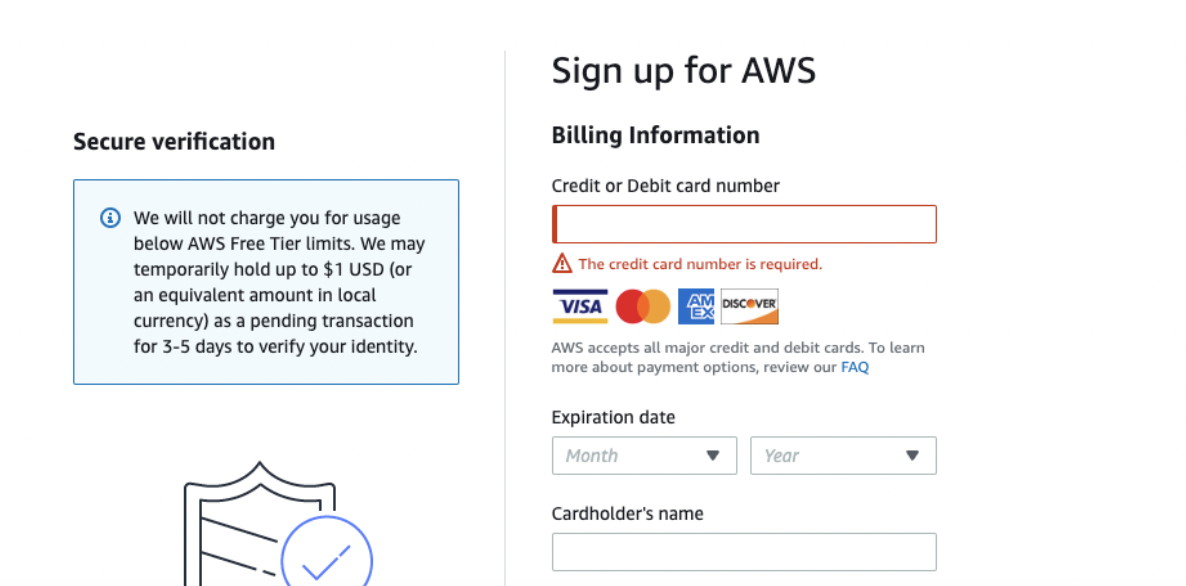 Sign up for AWS
Secure verification
We will not charge you for usage
below AWS Free Tier limits. We may
temporarily hold up to $1 USD (or
an equivalent amount in local
currency) as a pending transaction
for 3-5 days to verify your identity.
Billing Information
Credit or Debit card number
The credit card number is required.
VISA
AM
EX
DISCOVER
AWS accepts all major credit and debit cards. To learn
more about payment options, review our FAQ
Expiration date
Month
Year
Cardholder's name